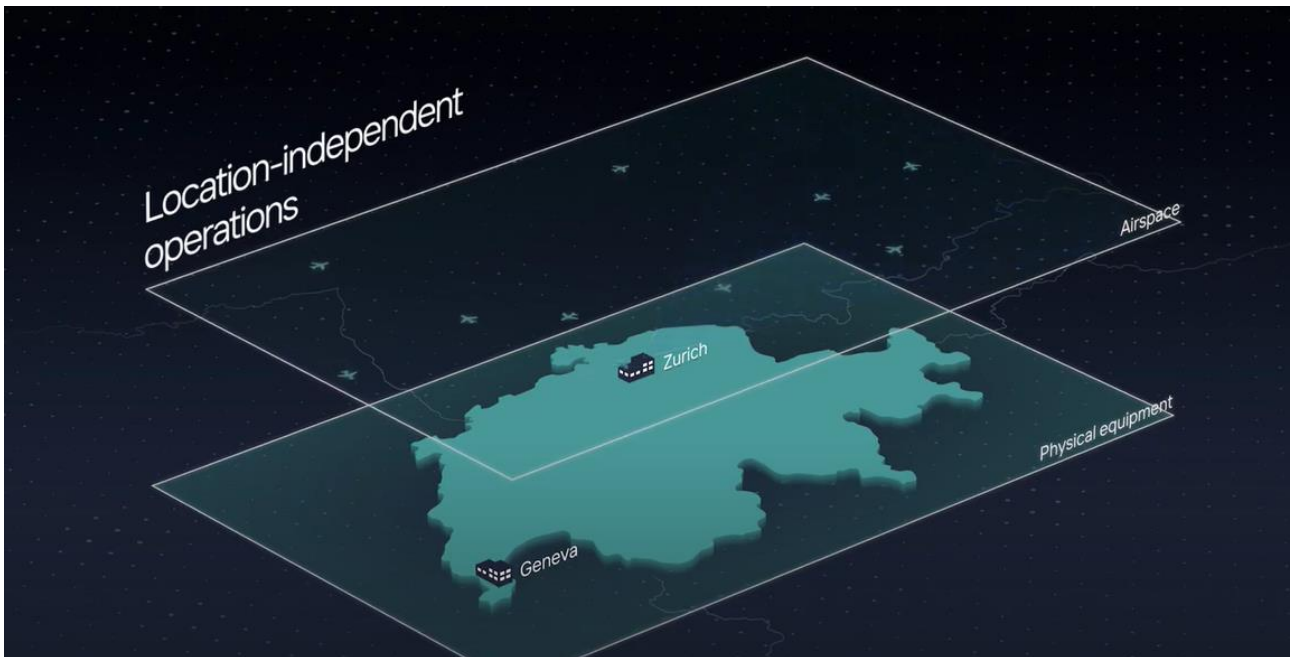 Location-independent
operations
Airspace
Zurich
Physical equipment
Geneva